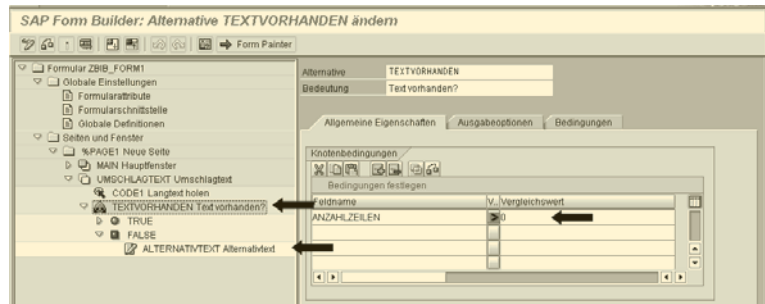 SAP Form Builder: Alternative TEXTVORHANDEN ändern
Form Painter
Formular ZBIB_FORM1
Globale Einstellungen
Formularattribute
Formularschnittstelle
Globale Definitionen
Seiten und Fenster
%PAGE1 Neue Seite
MAIN Hauptfenster
UMSCHLAGTEXT Umschlagtext
CODE1 Langtext holen
TEXTVORHANDEN Text vorhanden?
TRUE
FALSE
ALTERNATIVTEXT Alternativtext
Alternative TEXTVORHANDEN
Bedeutung Text vorhanden?
Allgemeine Eigenschaften Ausgabeoptionen Bedingungen
Knotenbedingungen
Bedingungen festlegen
Feldname V.. Vergleichswert
ANZAHLZEILEN > 0